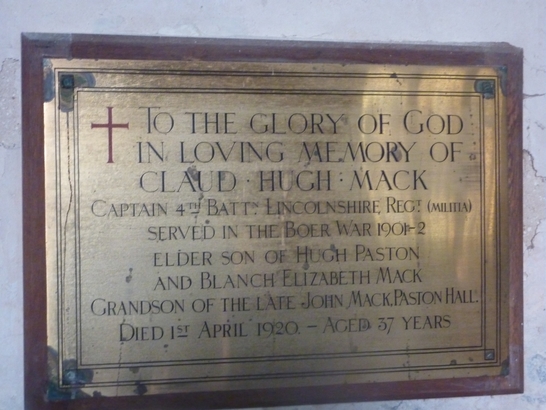 To the glory of God
in loving memory of
Claud · Hugh · Mack
Captain 4th Battn. Lincolnshire Regt. (Militia)
served in the Boer War 1901-2
elder son of Hugh Paston
and Blanch Elizabeth Mack
Grandson of the late John Mack, Paston Hall.
Died 1st April 1920. – Aged 37 years